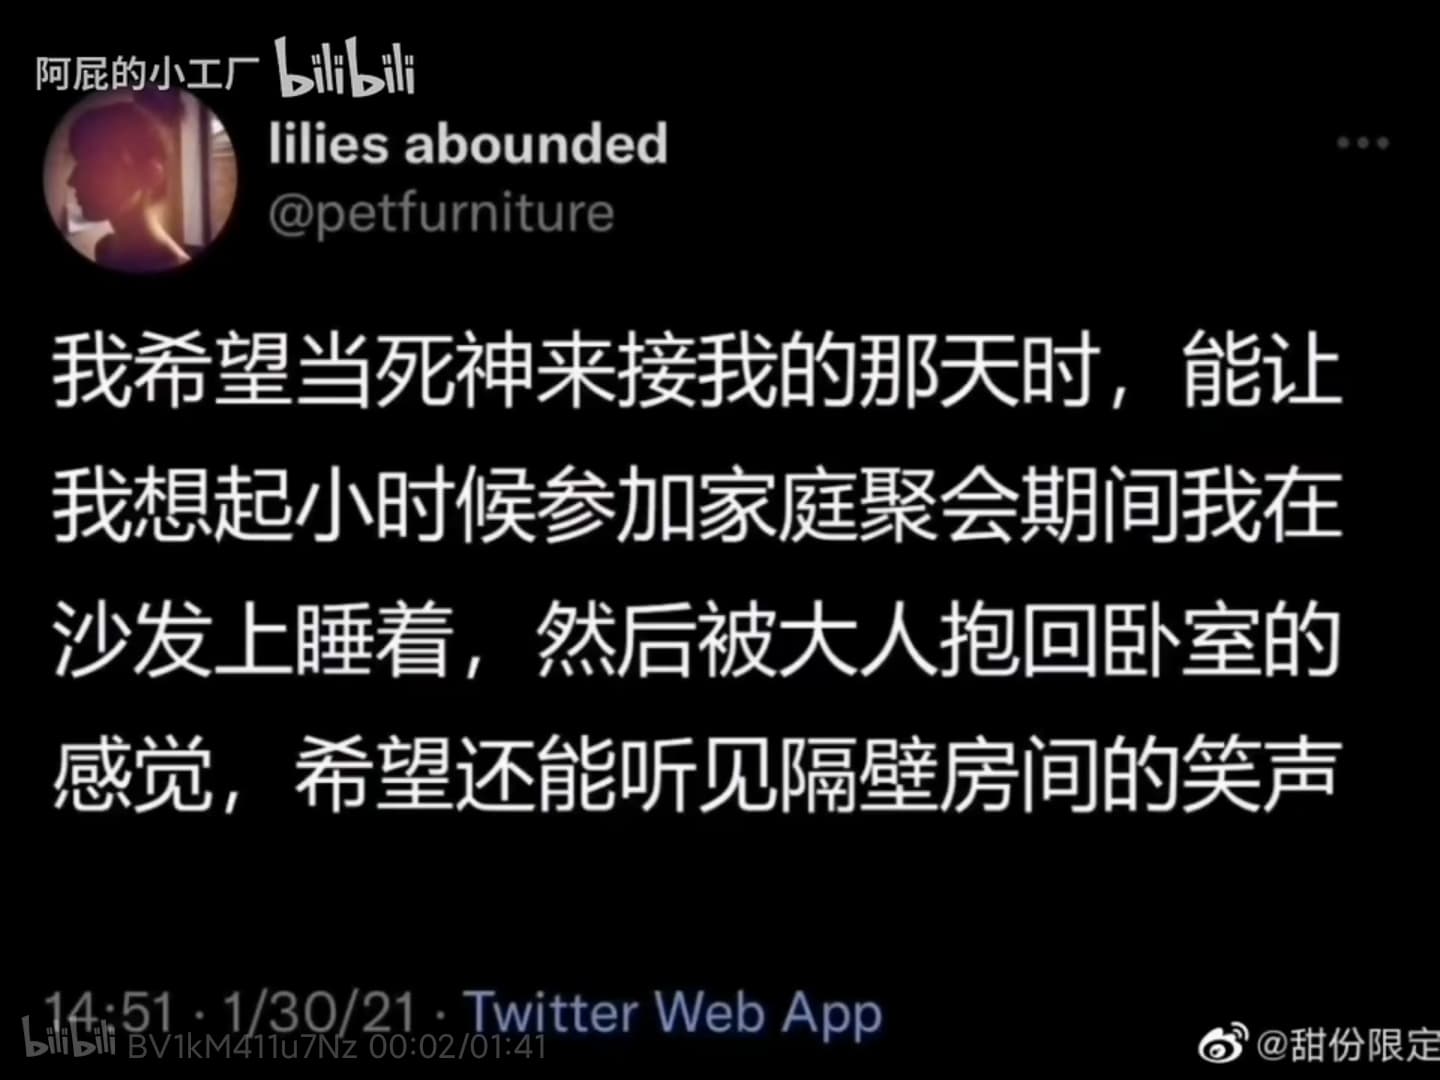 阿屁的小工厂 bilibili
lilies abounded
@petfurniture
我希望当死神来接我的那天时，能让
我想起小时候参加家庭聚会期间我在
沙发上睡着，然后被大人抱回卧室的
感觉，希望还能听见隔壁房间的笑声
14:51 · 1/30/21 · Twitter Web App
bilibili BV1kM411u7Nz 00:02/01:41
@甜份限定